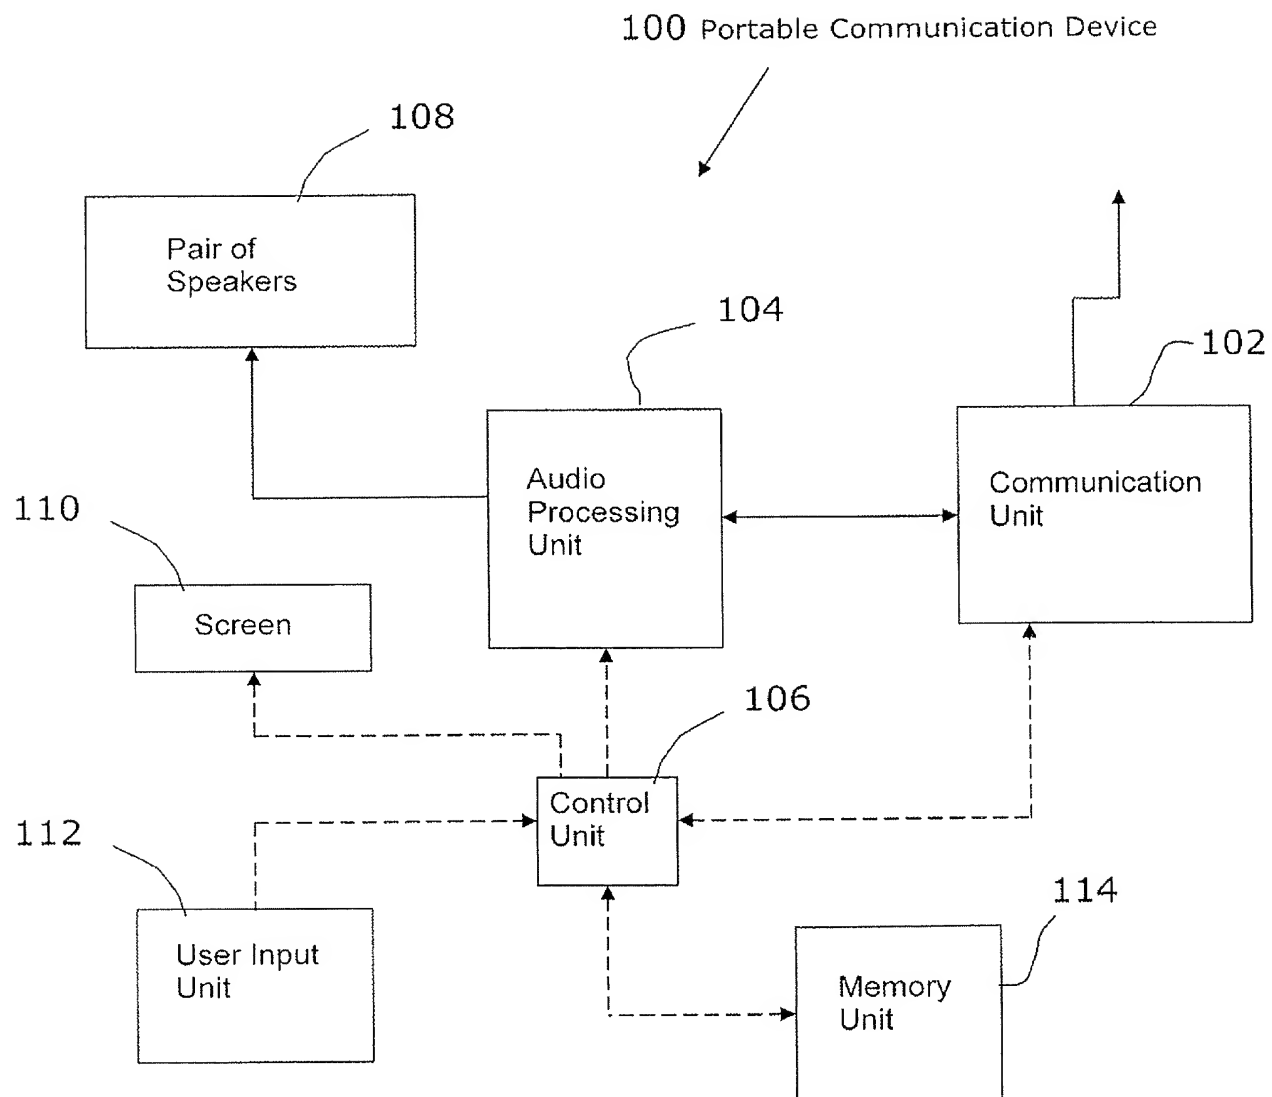 100 Portable Communication Device
108
Pair of
Speakers
104
102
Audio
Processing
Unit
Communication
Unit
110
Screen
106
Control
Unit
112
User Input
Unit
114
Memory
Unit